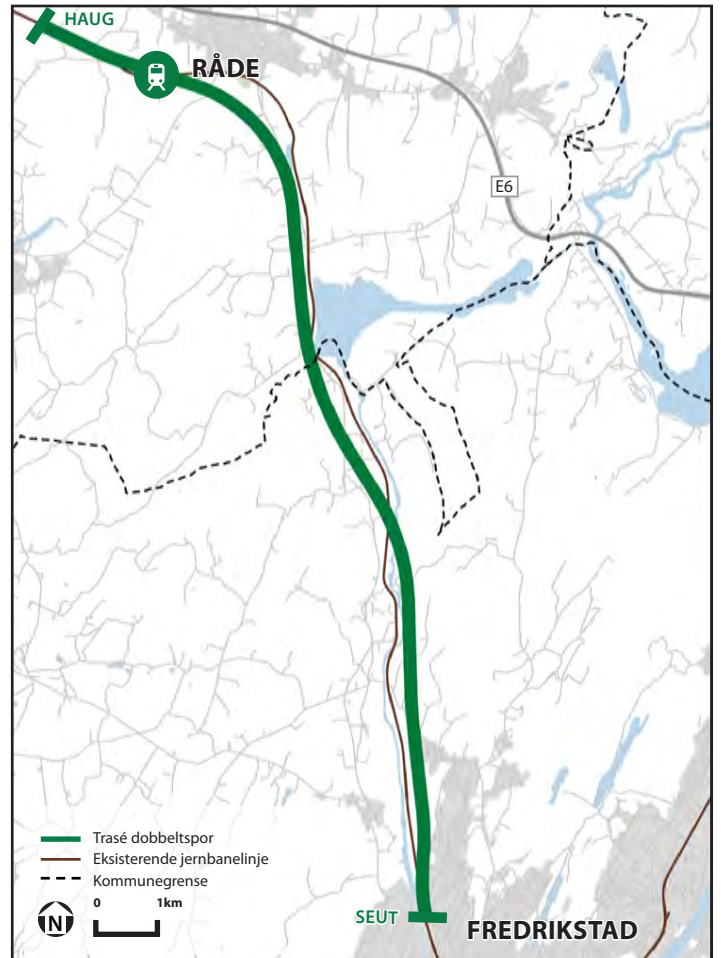 HAUG
RÅDE
E6
Trasé dobbeltspor
Eksisterende jernbanelinje
Kommunegrense
0 1km
N
SEUT
FREDRIKSTAD